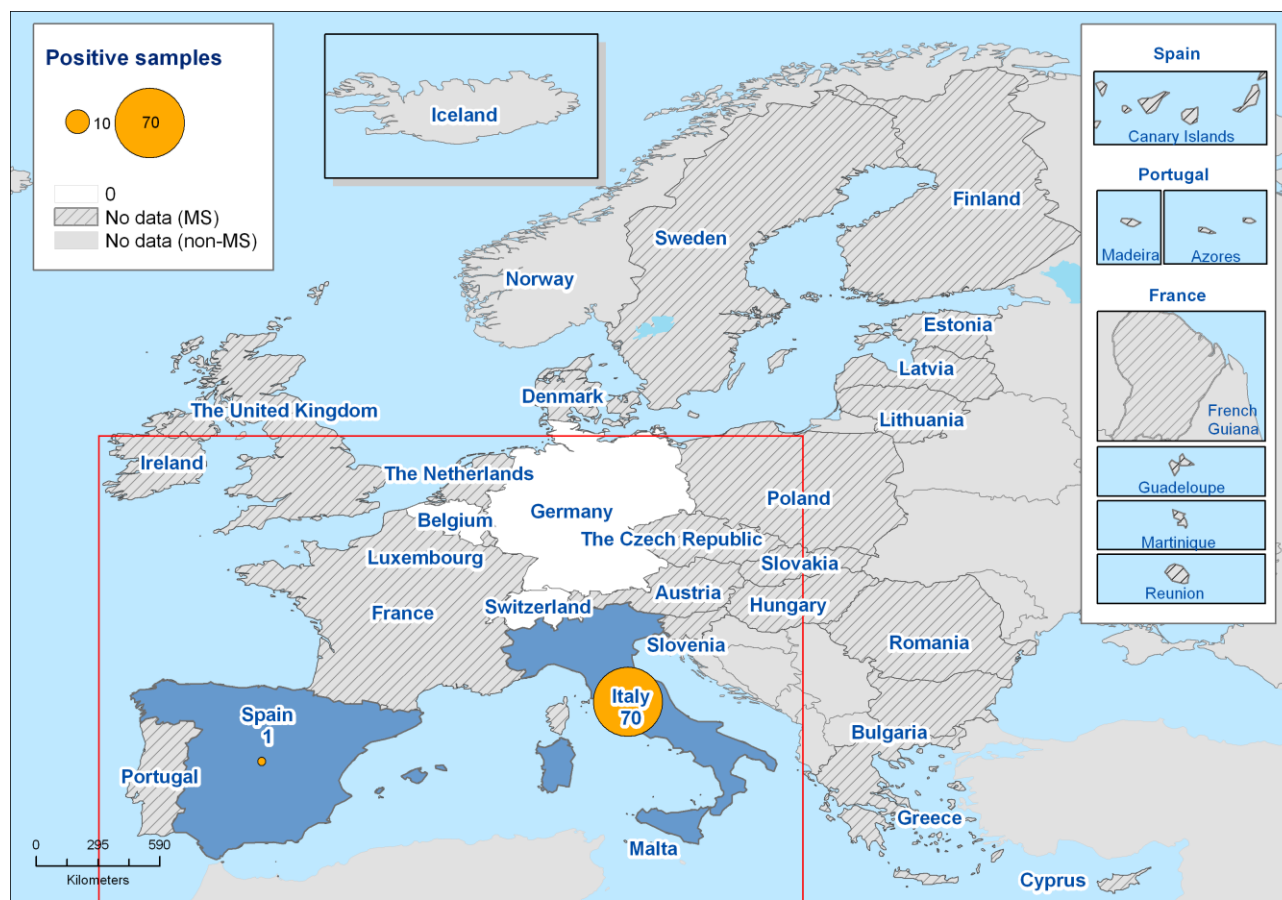 Positive samples
10
70
0
No data (MS)
No data (non-MS)
Iceland
Spain
Canary Islands
Portugal
Madeira
Azores
France
French
Guiana
Guadeloupe
Martinique
Reunion
Finland
Sweden
Norway
Estonia
Latvia
Denmark
Lithuania
The United Kingdom
Ireland
The Netherlands
Poland
Belgium
Germany
The Czech Republic
Luxembourg
Slovakia
Austria
Switzerland
Hungary
France
Slovenia
Romania
Italy
70
Spain
1
Bulgaria
Portugal
Greece
Malta
Cyprus
0 295 590
Kilometers